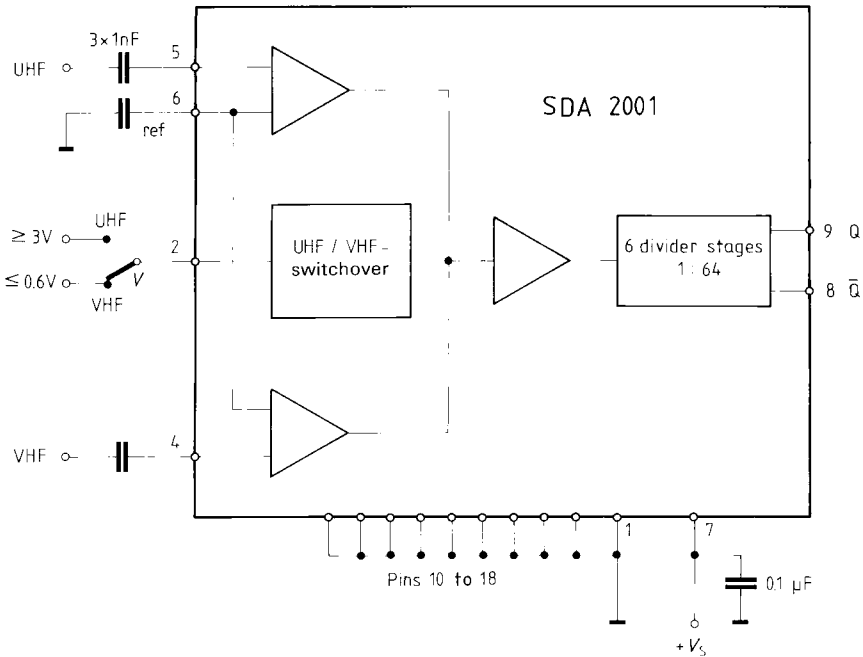 3×1nF
UHF
5
6
ref
SDA 2001
≥ 3V
UHF
2
≤ 0.6V
VHF
V
UHF / VHF –
switchover
6 divider stages
1 : 64
9 Q
8 Q̅
VHF
4
1
7
Pins 10 to 18
0.1 µF
+VS